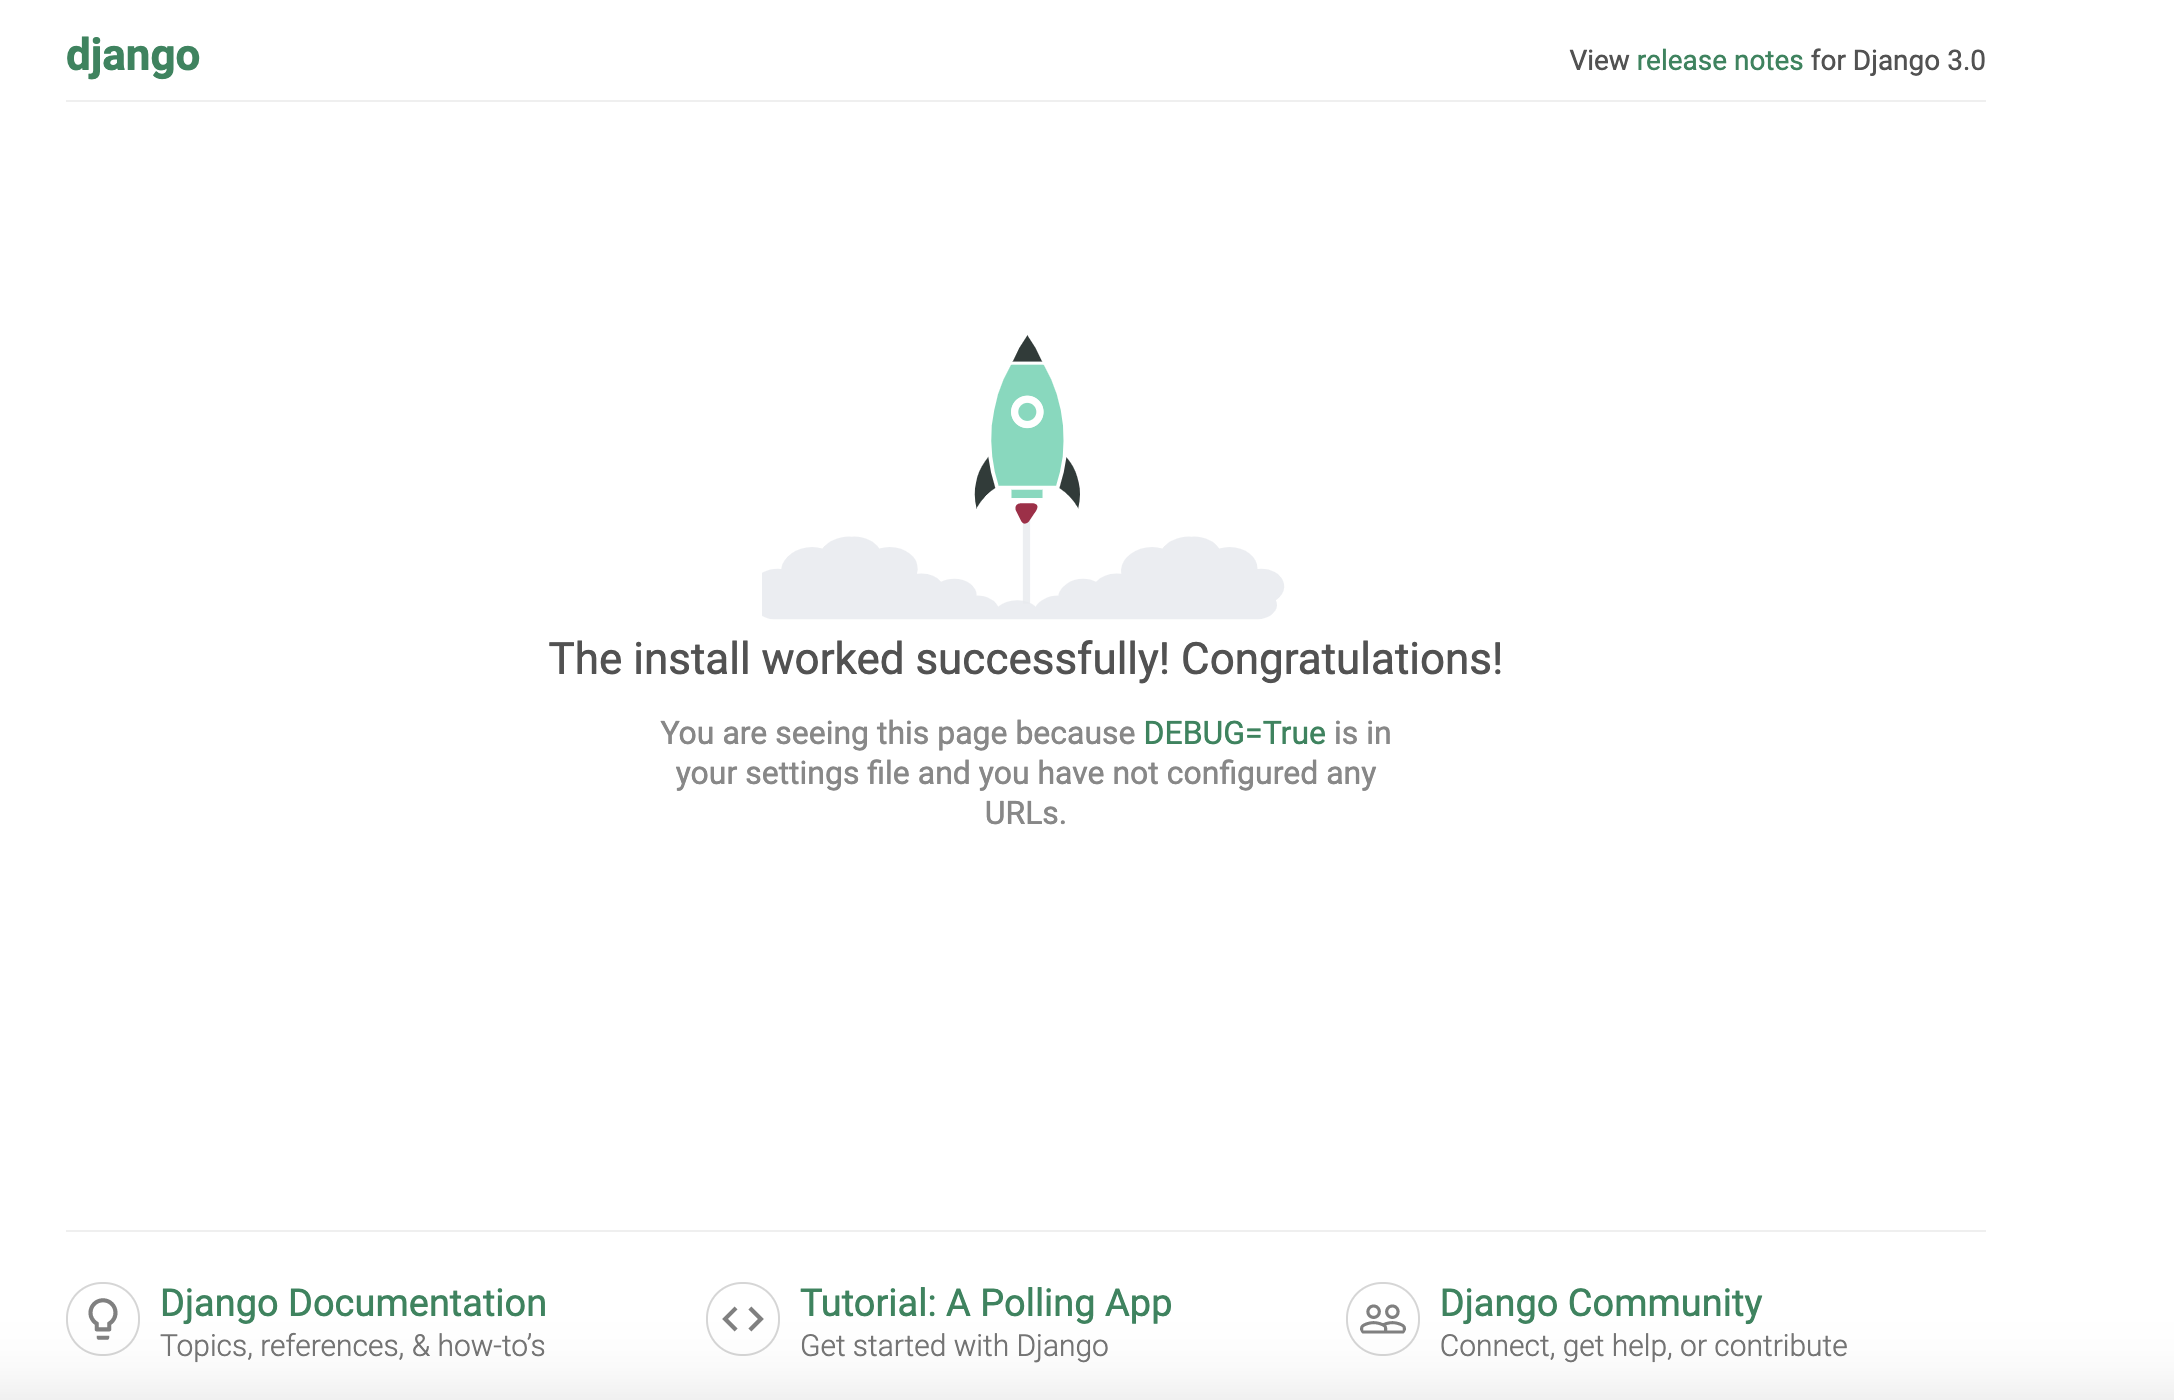 django
View release notes for Django 3.0
The install worked successfully! Congratulations!
You are seeing this page because DEBUG=True is in
your settings file and you have not configured any
URLs.
Django Documentation
Topics, references, & how-to’s
Tutorial: A Polling App
Get started with Django
Django Community
Connect, get help, or contribute